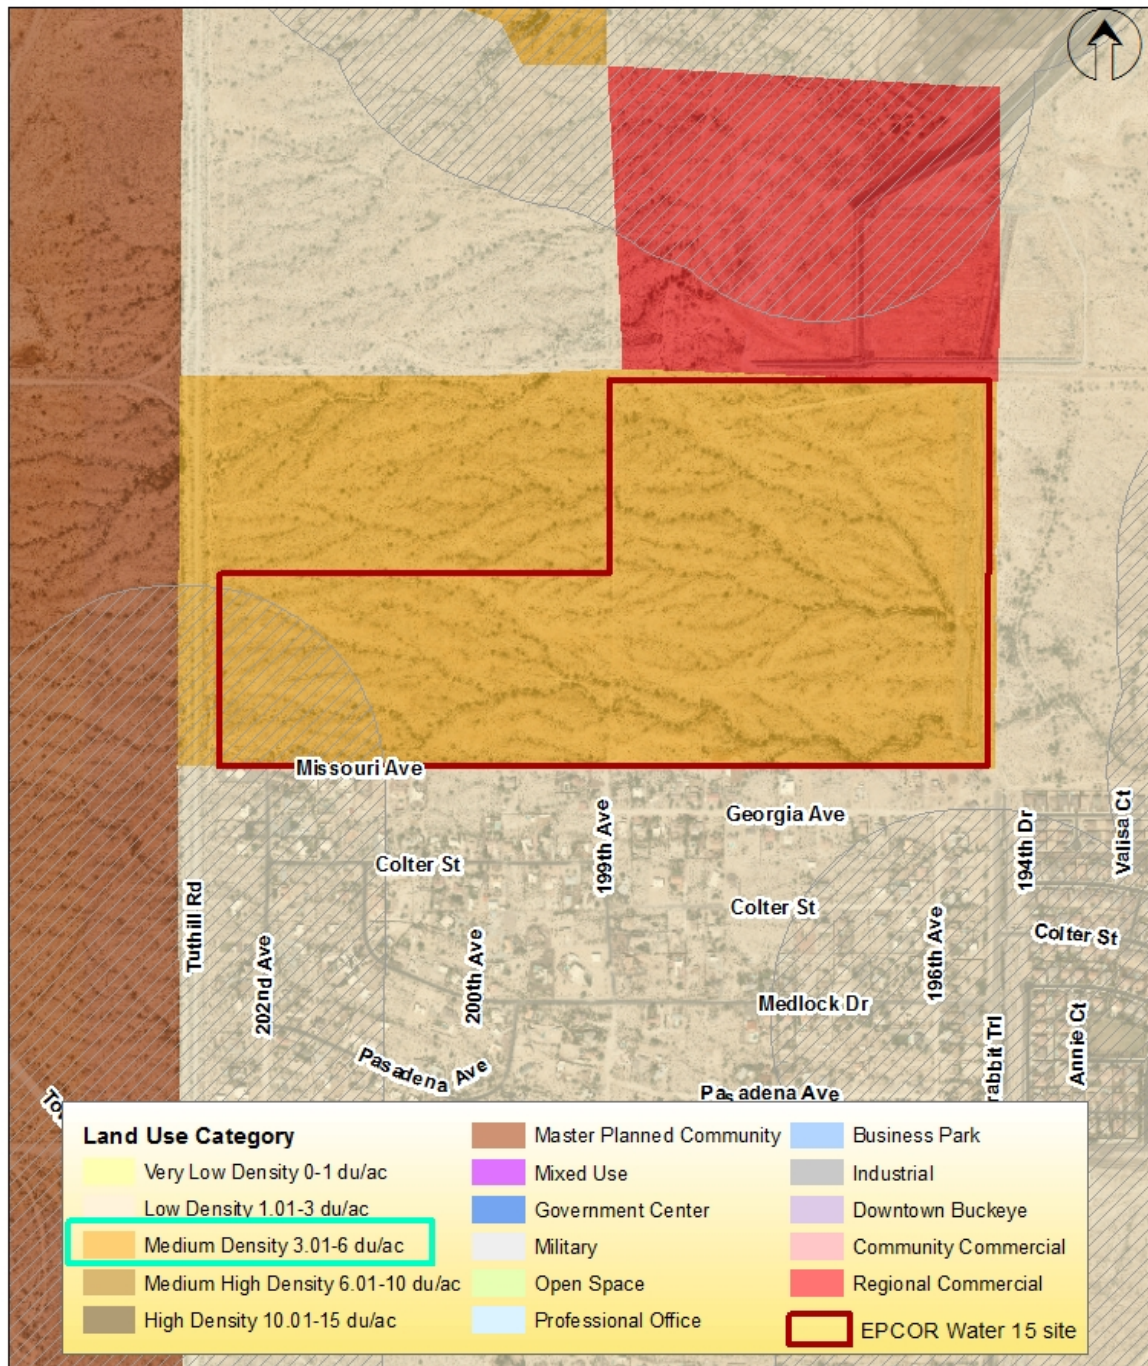 Missouri Ave
Georgia Ave
Colter St
199th Ave
194th Dr
Valisa Ct
Tuthill Rd
Colter St
202nd Ave
200th Ave
196th Ave
Colter St
Medlock Dr
Pasadena Ave
Pasadena Ave
rabbit Trl
Annie Ct
Land Use Category
Very Low Density 0-1 du/ac
Low Density 1.01-3 du/ac
Medium Density 3.01-6 du/ac
Medium High Density 6.01-10 du/ac
High Density 10.01-15 du/ac
Master Planned Community
Mixed Use
Government Center
Military
Open Space
Professional Office
Business Park
Industrial
Downtown Buckeye
Community Commercial
Regional Commercial
EPCOR Water 15 site